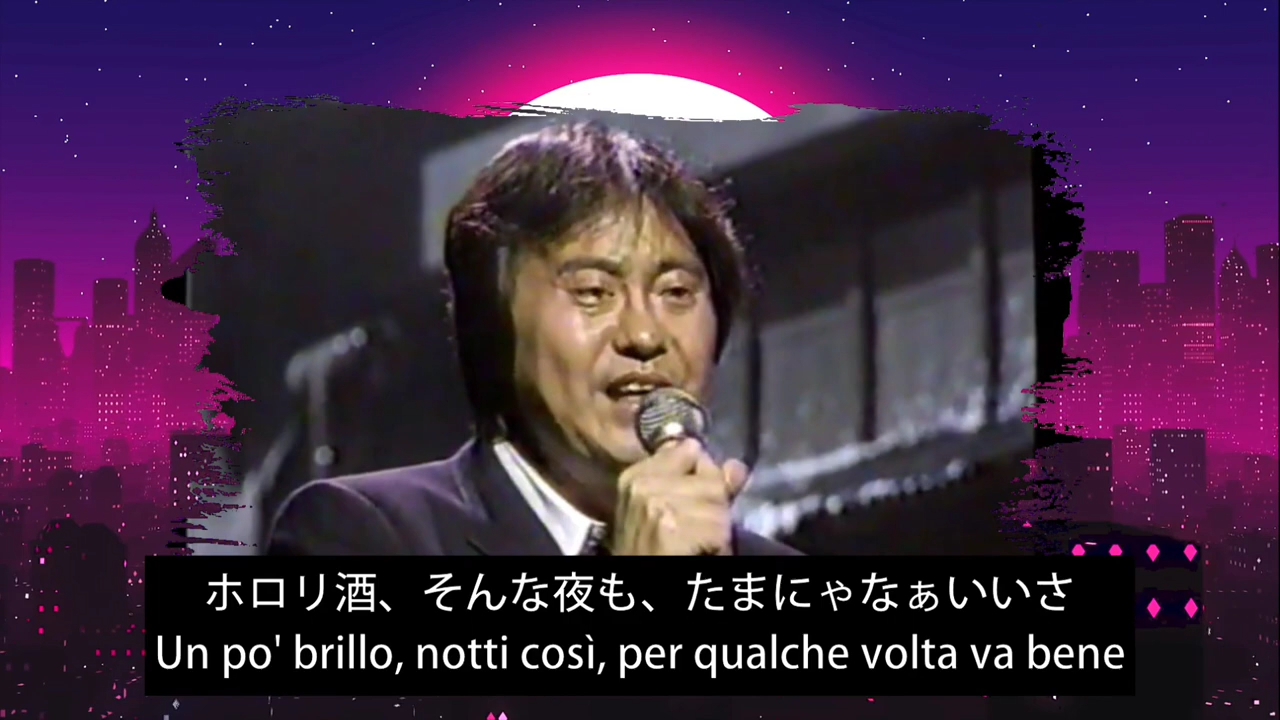 ホロリ酒、そんな夜も、たまにゃなぁいいさ
Un po' brillo, notti così, per qualche volta va bene